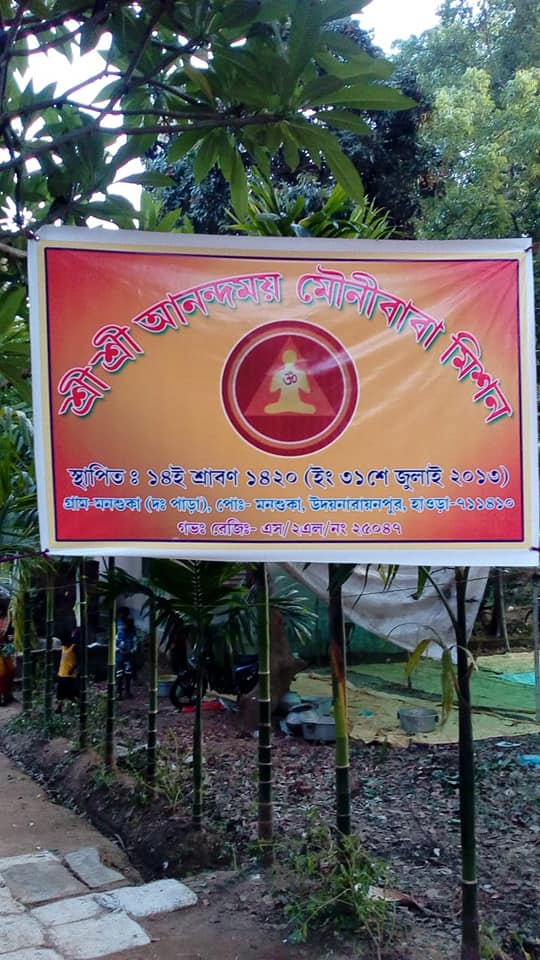 শ্রী শ্রী আনন্দময় মৌনীবাবা মিশন
ॐ
স্থাপিত : ১৪ই শ্রাবণ ১৪২০ (ইং ৩১শে জুলাই ২০১৩)
গ্রাম-মনশুকা (দঃ পাড়া), পোঃ- মনশুকা, উদয়নারায়নপুর, হাওড়া-৭১১৪১০
গভঃ রেজিঃ- এস/২এল/নং ২৫০৪৭